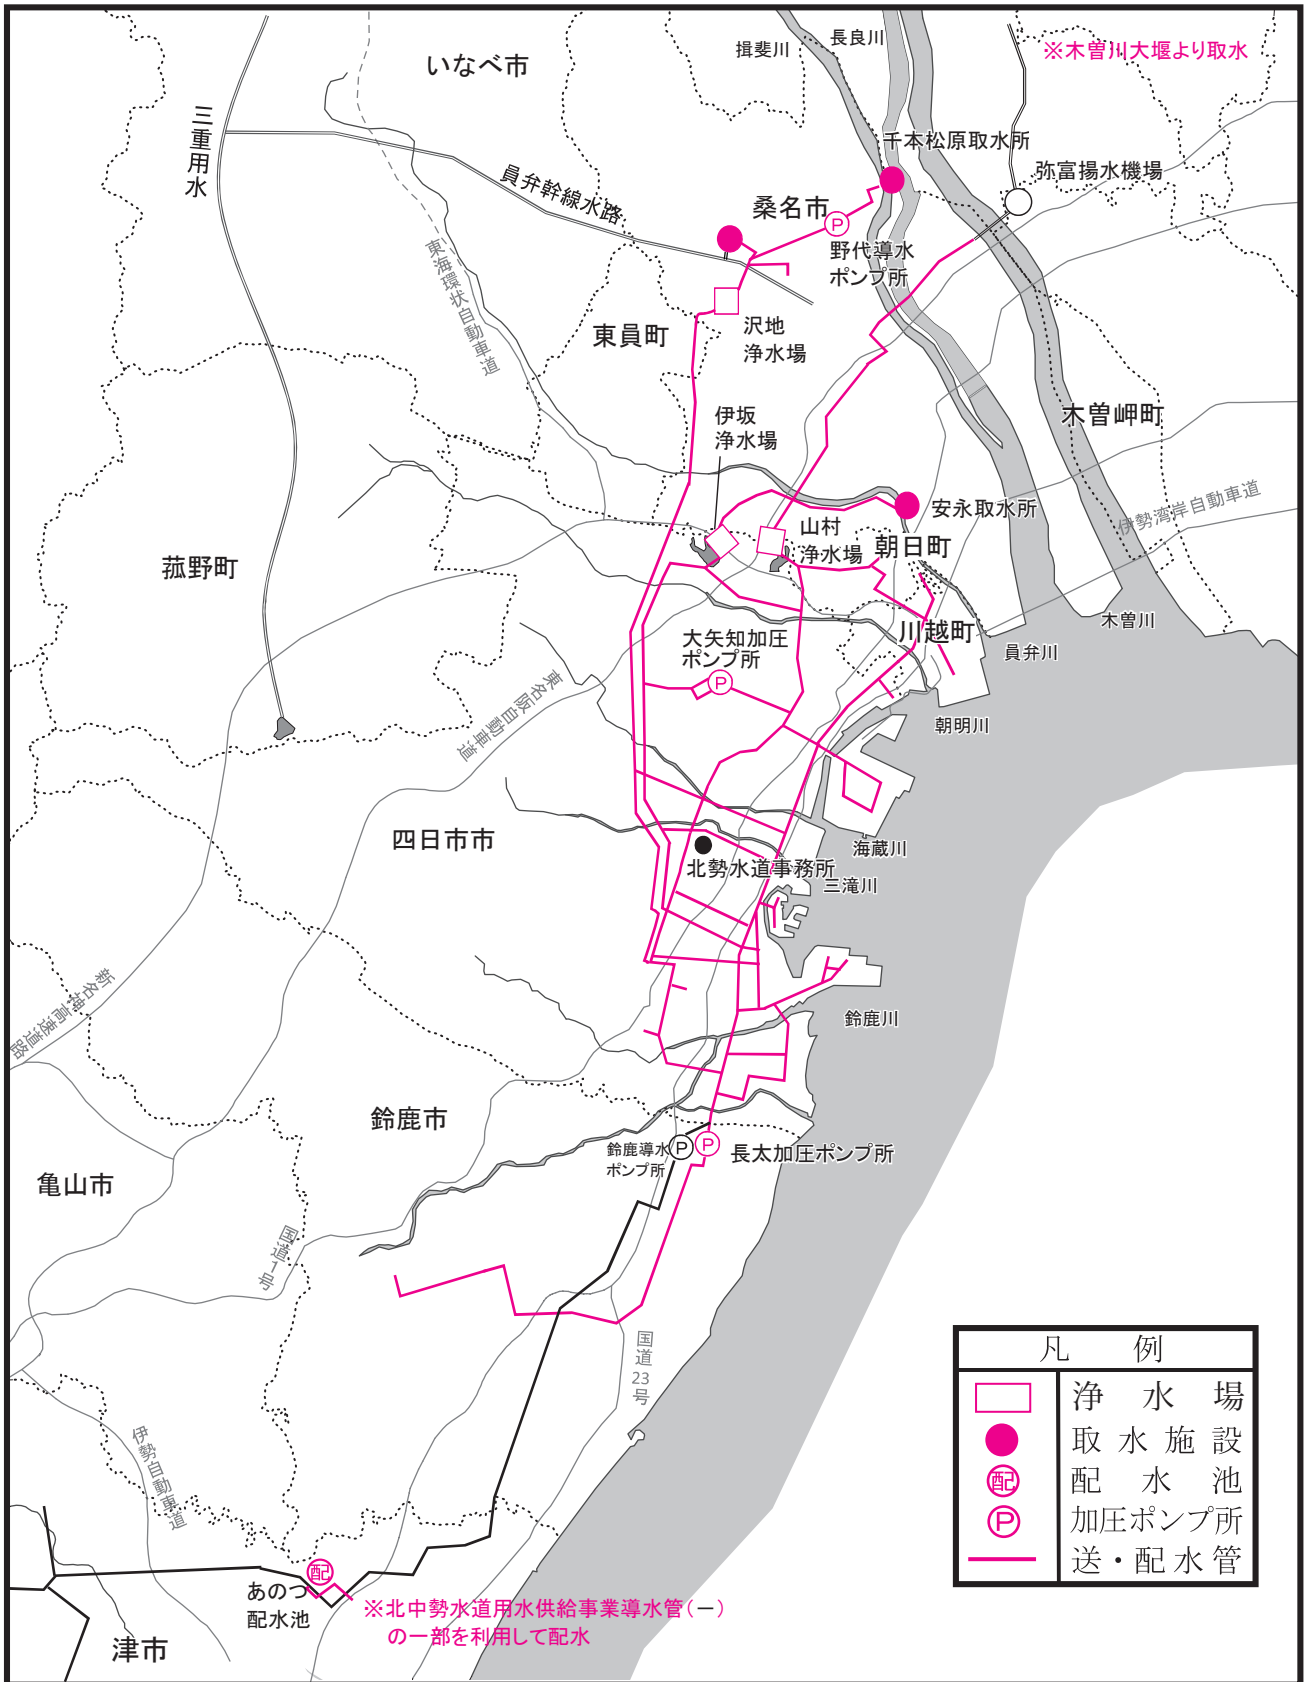 揖斐川
長良川
※木曽川大堰より取水
いなべ市
三重用水
千本松原取水所
弥富揚水機場
員弁幹線水路
桑名市
野代導水
ポンプ所
東海環状自動車道
東員町
沢地
浄水場
木曽岬町
伊坂
浄水場
伊勢湾岸自動車道
安永取水所
山村
浄水場
朝日町
菰野町
木曽川
川越町
員弁川
大矢知加圧
ポンプ所
東名阪自動車道
朝明川
四日市市
海蔵川
北勢水道事務所
三滝川
新名神高速道路
鈴鹿川
鈴鹿市
鈴鹿導水
ポンプ所
長太加圧ポンプ所
亀山市
国道1号
国道23号
伊勢自動車道
凡 例
浄水場
取水施設
配 配水池
P 加圧ポンプ所
送・配水管
P
P
P
P
配
あのつ
配水池
※北中勢水道用水供給事業導水管(ー)
の一部を利用して配水
津市